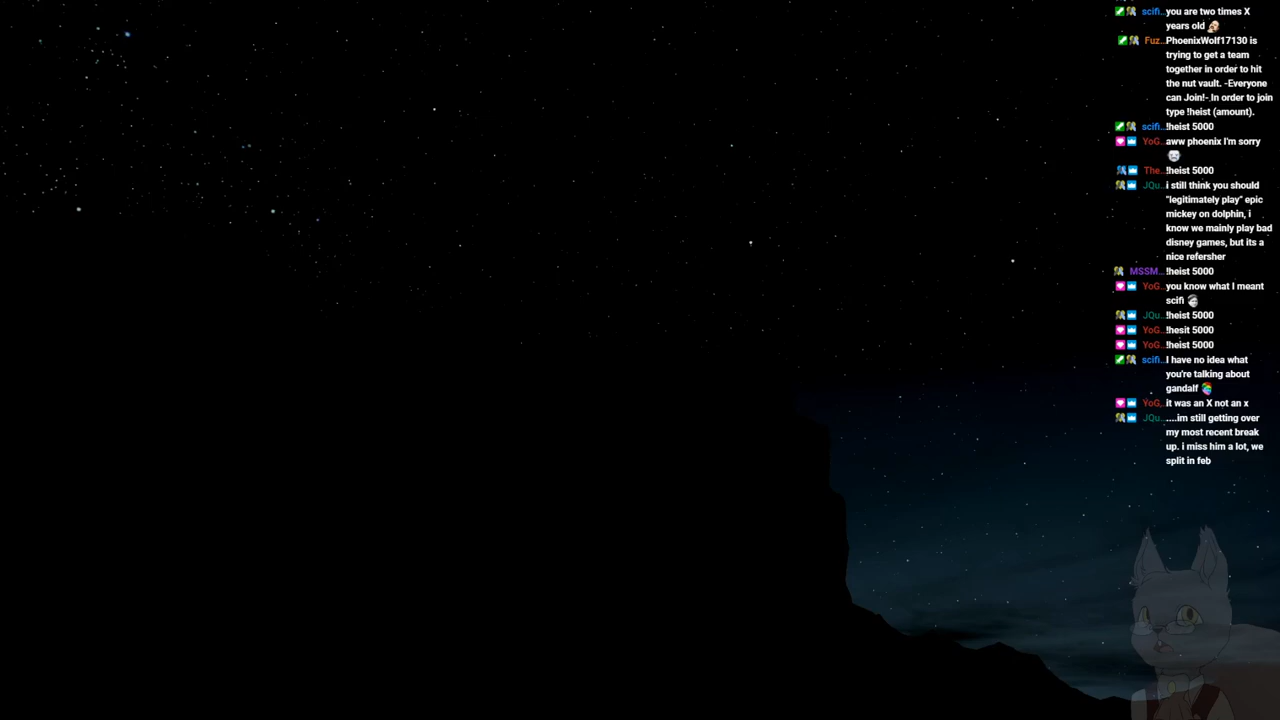 scifi... you are two times X
years old
Fuz... PhoenixWolf17130 is
trying to get a team
together in order to hit
the nut vault. -Everyone
can Join!- In order to join
type !heist (amount).
scifi... !heist 5000
YoG... aww phoenix I'm sorry
The... !heist 5000
JQu... i still think you should
"legitimately play" epic
mickey on dolphin, i
know we mainly play bad
disney games, but its a
nice refersher
MSSM... !heist 5000
YoG... you know what I meant
scifi
JQu... !heist 5000
YoG... !hesit 5000
YoG... !heist 5000
scifi... I have no idea what
you're talking about
gandalf
YoG... it was an X not an x
JQu... ....im still getting over
my most recent break
up. i miss him a lot, we
split in feb